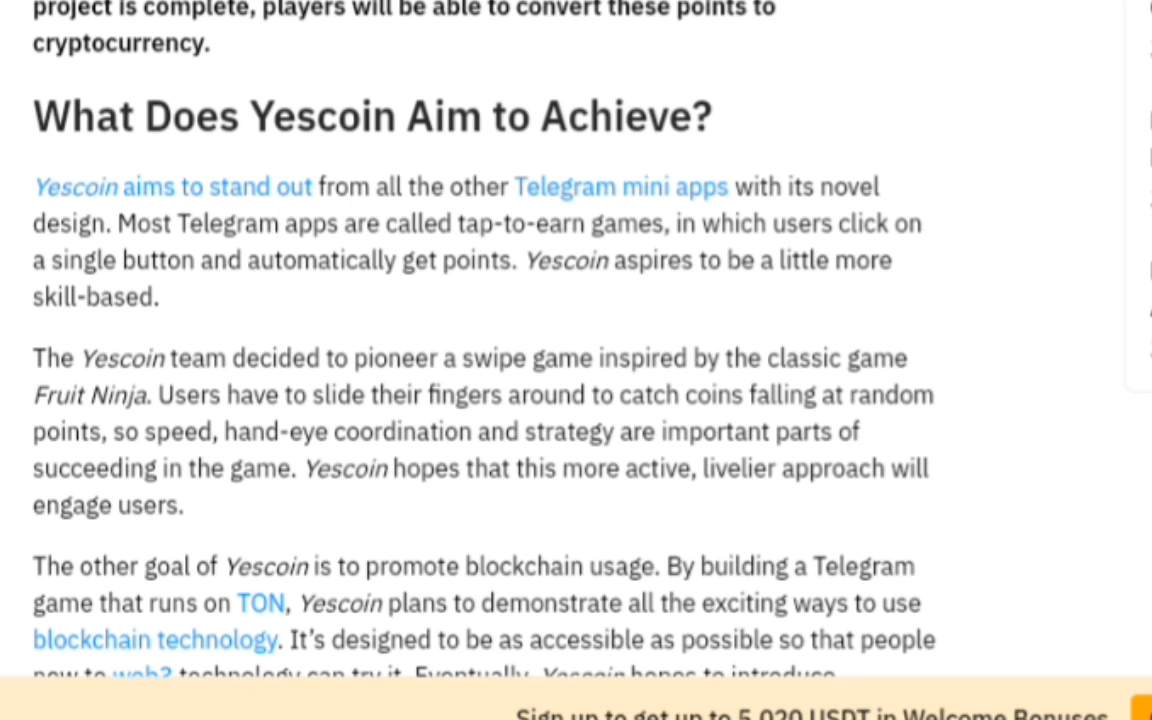 project is complete, players will be able to convert these points to
cryptocurrency.
What Does Yescoin Aim to Achieve?
Yescoin aims to stand out from all the other Telegram mini apps with its novel
design. Most Telegram apps are called tap-to-earn games, in which users click on
a single button and automatically get points. Yescoin aspires to be a little more
skill-based.
The Yescoin team decided to pioneer a swipe game inspired by the classic game
Fruit Ninja. Users have to slide their fingers around to catch coins falling at random
points, so speed, hand-eye coordination and strategy are important parts of
succeeding in the game. Yescoin hopes that this more active, livelier approach will
engage users.
The other goal of Yescoin is to promote blockchain usage. By building a Telegram
game that runs on TON, Yescoin plans to demonstrate all the exciting ways to use
blockchain technology. It’s designed to be as accessible as possible so that people
new to web3 technology can try it. Eventually, Yescoin hopes to introduce
Sign up to get up to 5,020 USDT in Welcome Bonuses